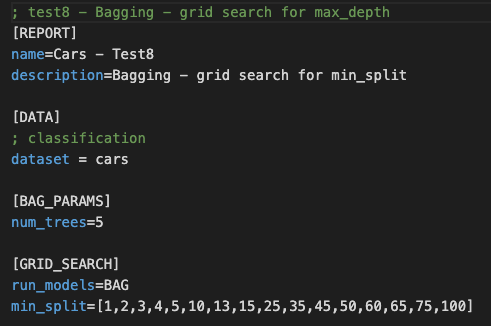 ; test8 - Bagging - grid search for max_depth
[REPORT]
name=Cars - Test8
description=Bagging - grid search for min_split
[DATA]
; classification
dataset = cars
[BAG_PARAMS]
num_trees=5
[GRID_SEARCH]
run_models=BAG
min_split=[1,2,3,4,5,10,13,15,25,35,45,50,60,65,75,100]